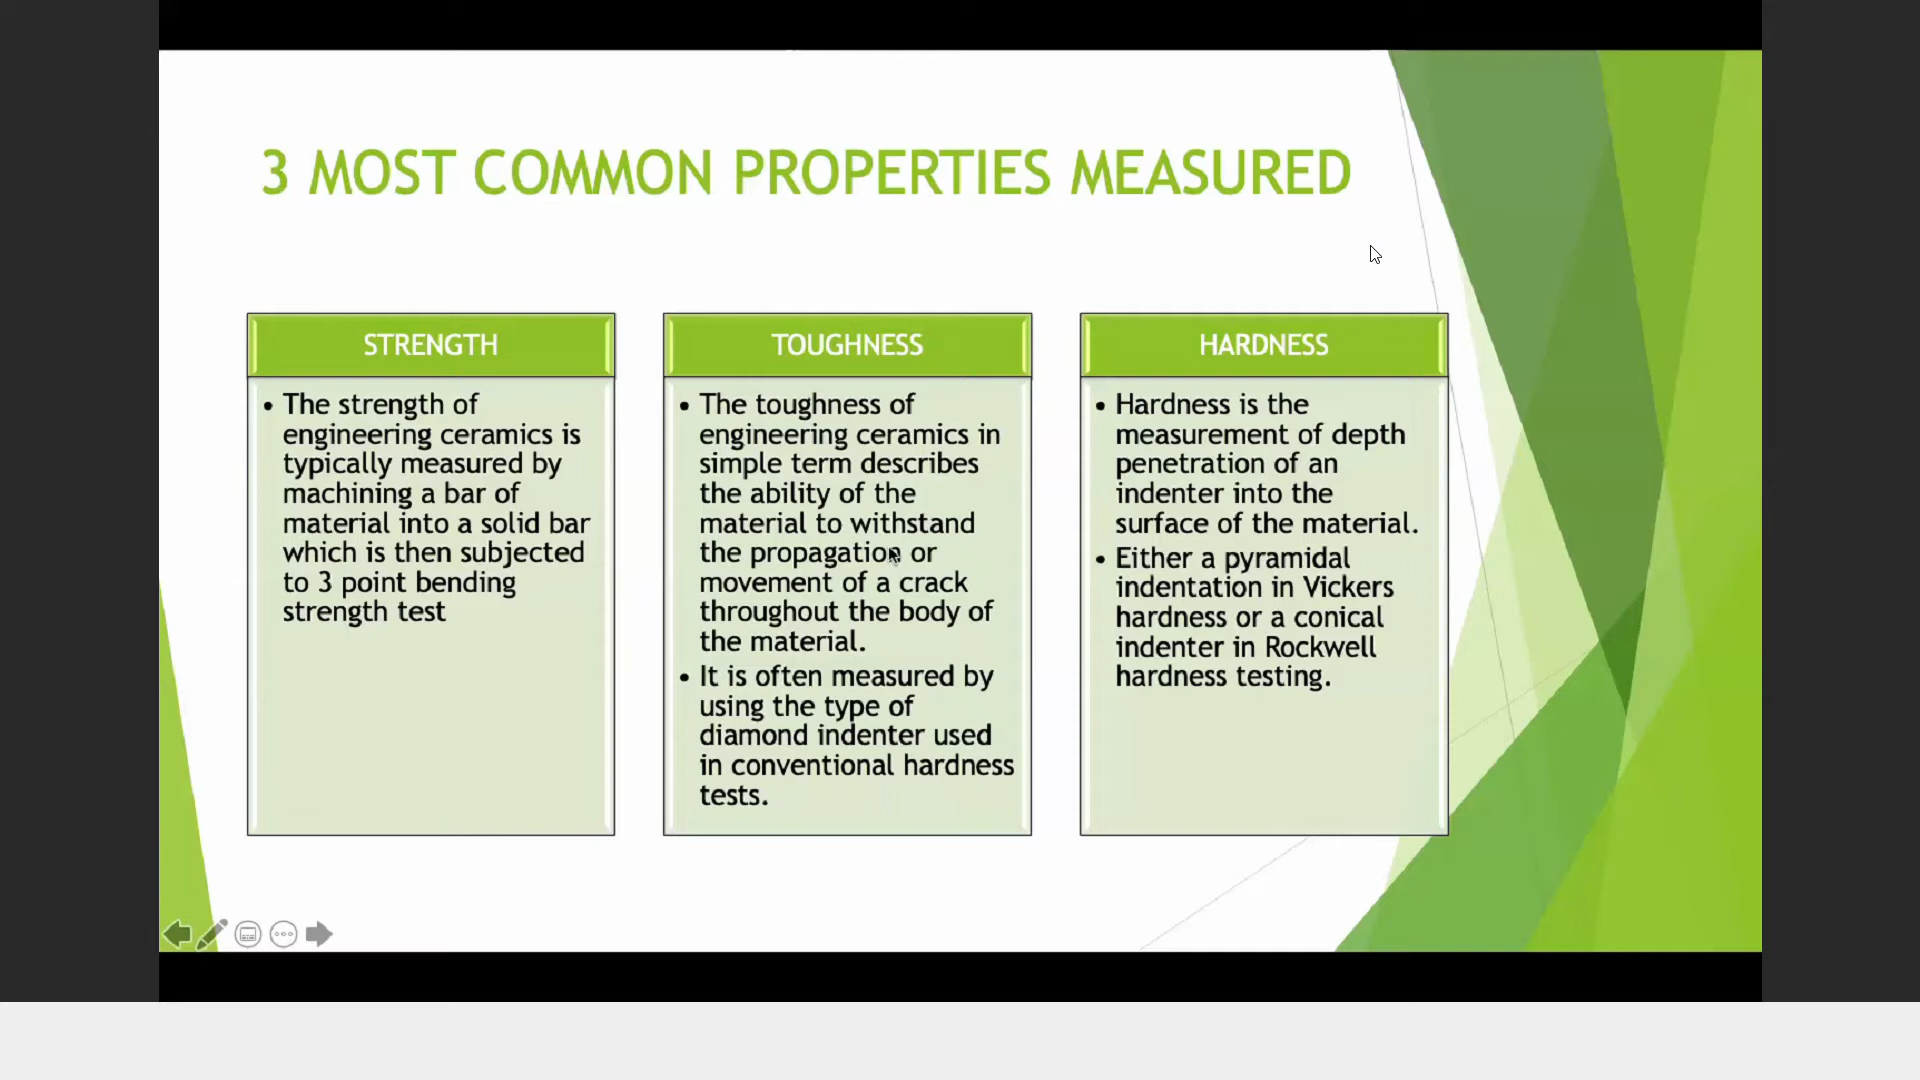 3 MOST COMMON PROPERTIES MEASURED
STRENGTH
• The strength of
engineering ceramics is
typically measured by
machining a bar of
material into a solid bar
which is then subjected
to 3 point bending
strength test
TOUGHNESS
• The toughness of
engineering ceramics in
simple term describes
the ability of the
material to withstand
the propagation or
movement of a crack
throughout the body of
the material.
• It is often measured by
using the type of
diamond indenter used
in conventional hardness
tests.
HARDNESS
• Hardness is the
measurement of depth
penetration of an
indenter into the
surface of the material.
• Either a pyramidal
indentation in Vickers
hardness or a conical
indenter in Rockwell
hardness testing.